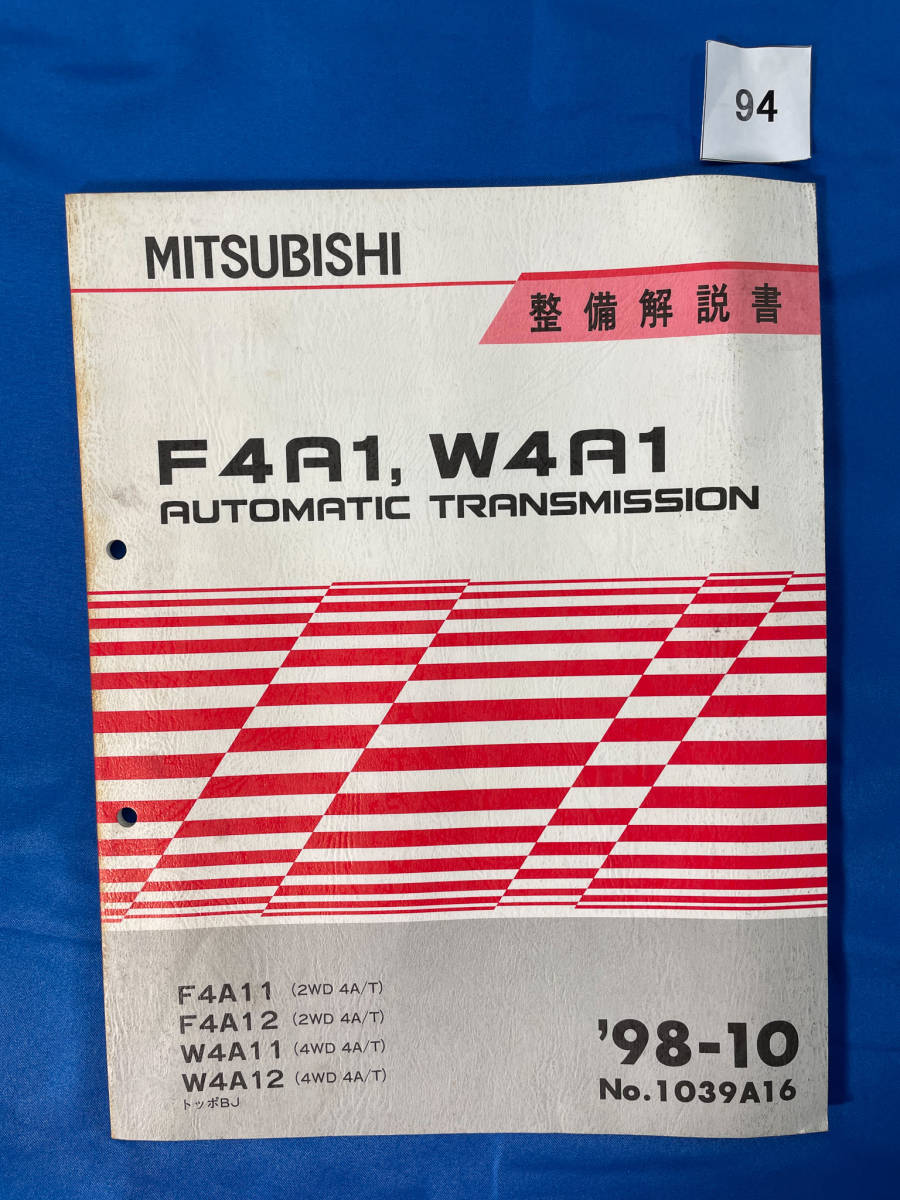 94
MITSUBISHI
整備解説書
F4A1, W4A1
AUTOMATIC TRANSMISSION
F4A11 (2WD 4A/T)
F4A12 (2WD 4A/T)
W4A11 (4WD 4A/T)
W4A12 (4WD 4A/T)
トッポBJ
'98-10
No.1039A16